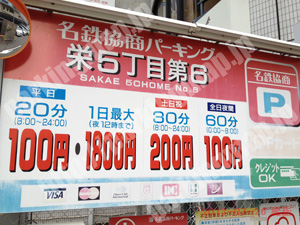 名鉄協商パーキング
栄5丁目第6
SAKAE 5CHOME No.6
名鉄協商
P
平日
20分
(8:00~24:00)
100円・
1日最大
(夜12時まで)
1800円
土日祝
30分
(8:00~24:00)
200円
全日夜間
60分
(0:00~8:00)
100円
クレジット
OK
VISA
MasterCard